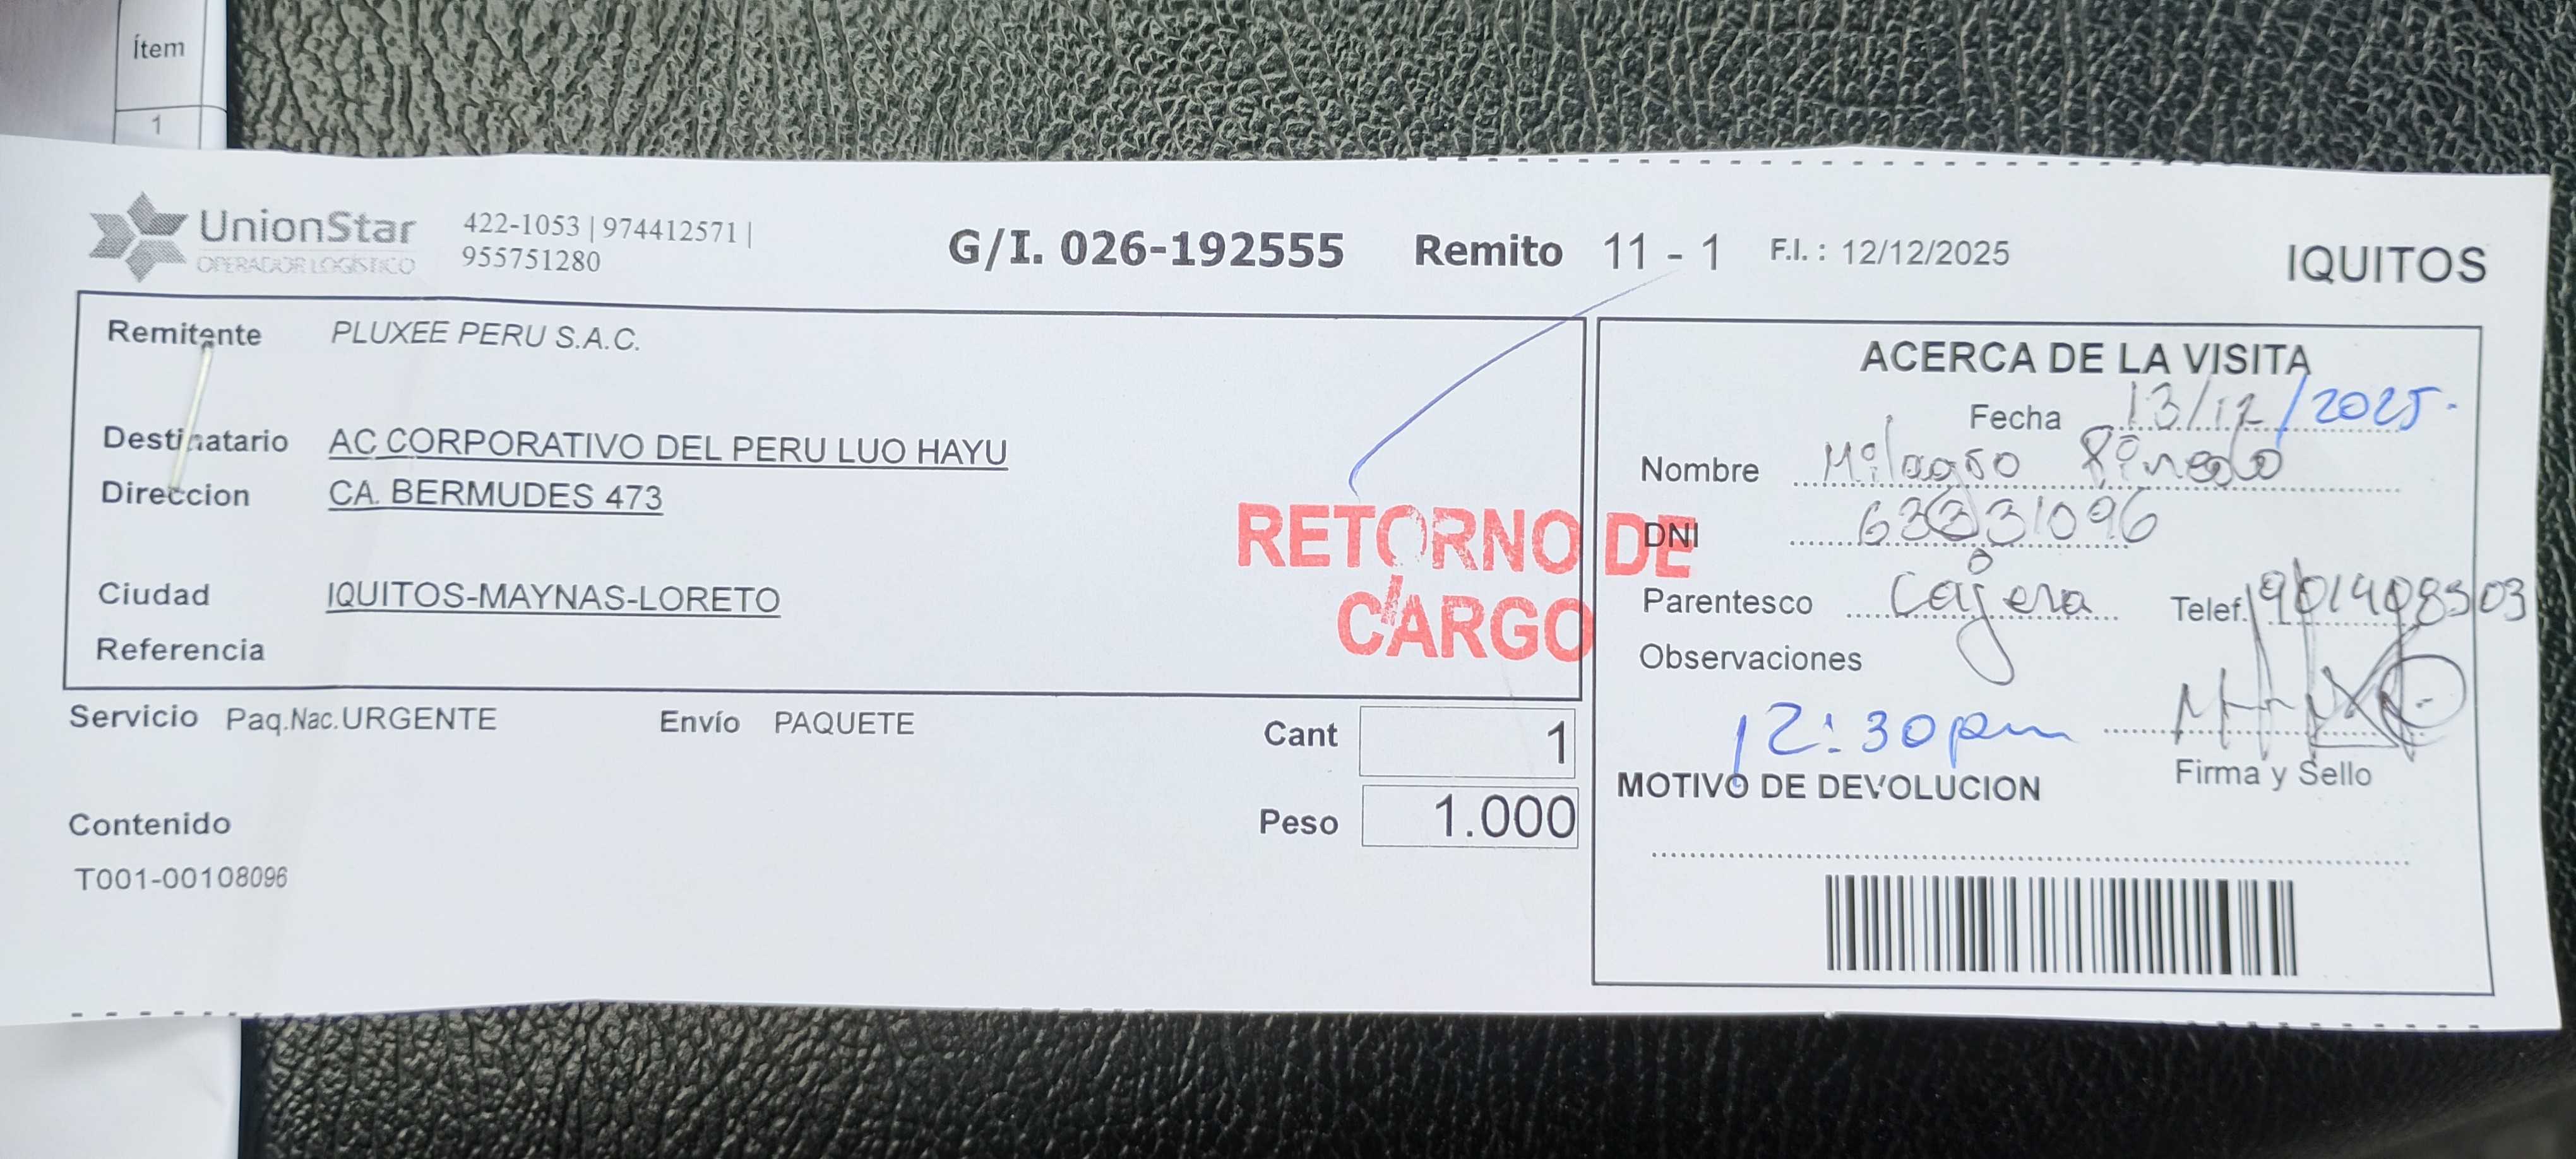 Ítem
1
UnionStar
OPERADOR LOGÍSTICO
422-1053 | 974412571 |
955751280
G/I. 026-192555 Remito 11 - 1 F.I. : 12/12/2025
IQUITOS
Remitente PLUXEE PERU S.A.C.
Destinatario AC CORPORATIVO DEL PERU LUO HAYU
Direccion CA. BERMUDES 473
Ciudad IQUITOS-MAYNAS-LORETO
Referencia
RETORNO DE
CARGO
Servicio Paq.Nac.URGENTE Envío PAQUETE
Cant 1
Peso 1.000
Contenido
T001-00108096
ACERCA DE LA VISITA
Fecha 13/12/2025.
Nombre Milagro Pinedo
DNI
Parentesco Cajera Telef.
Observaciones
12:30pm
Firma y Sello
MOTIVO DE DEVOLUCION